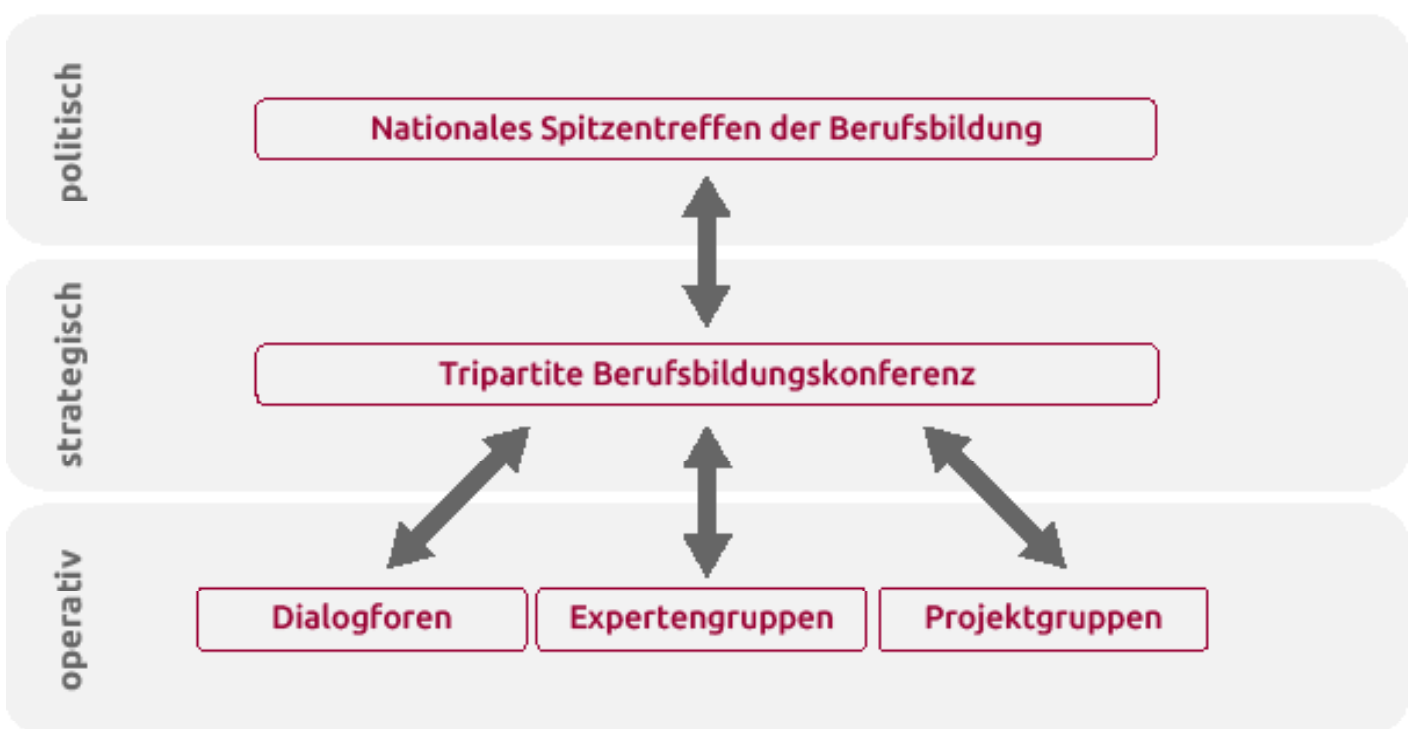 politisch
Nationales Spitzentreffen der Berufsbildung
strategisch
Tripartite Berufsbildungskonferenz
operativ
Dialogforen
Expertengruppen
Projektgruppen